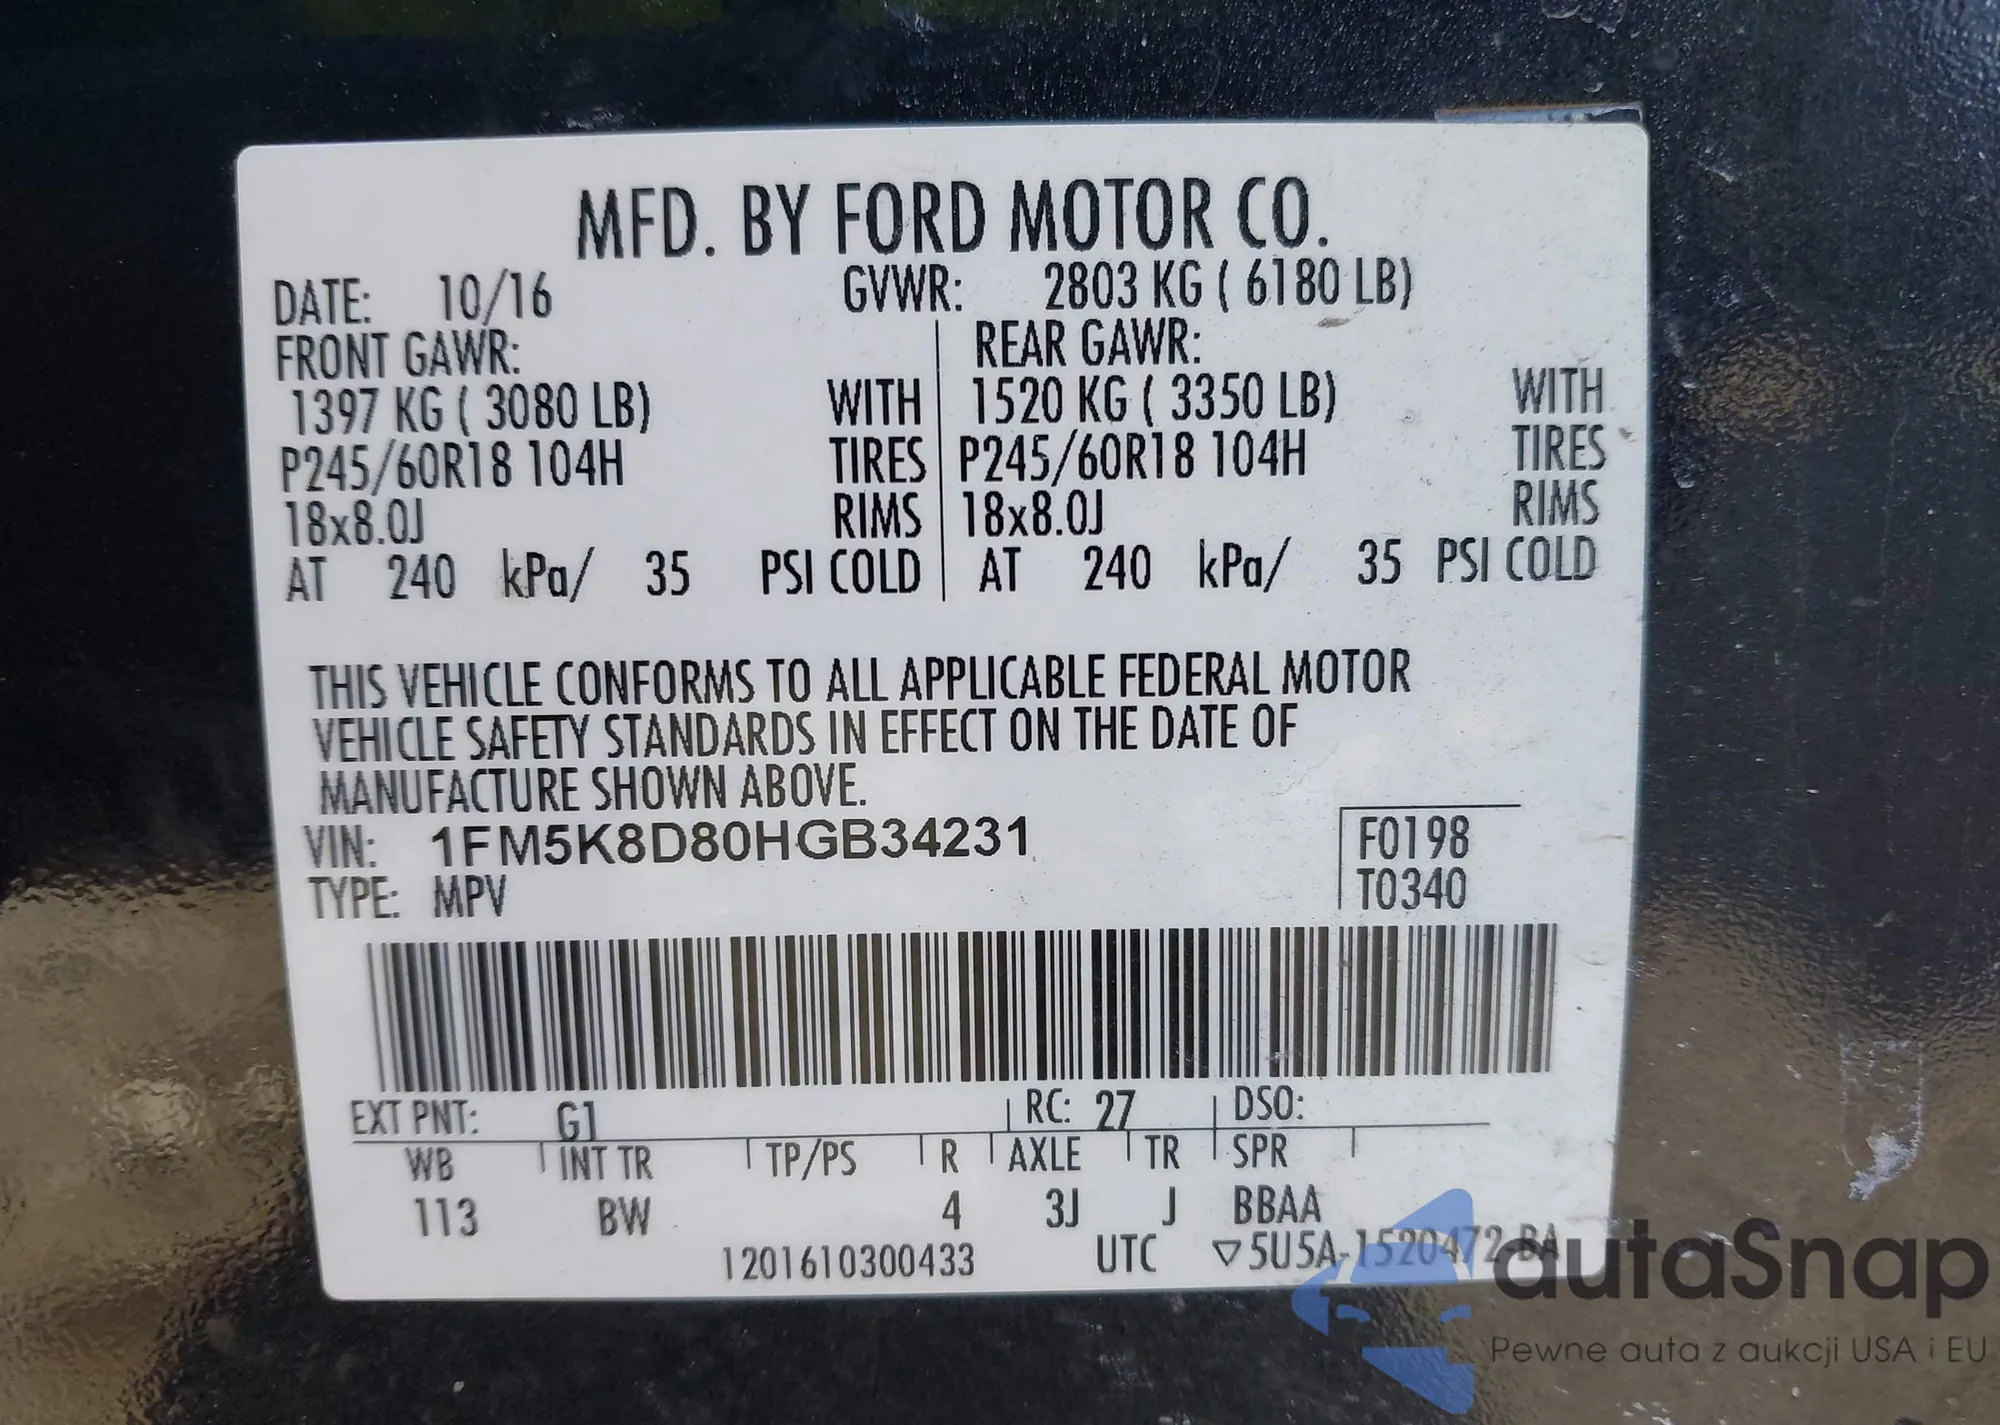 MFD. BY FORD MOTOR CO.
DATE: 10/16 GVWR: 2803 KG ( 6180 LB)
FRONT GAWR: REAR GAWR:
1397 KG ( 3080 LB) WITH 1520 KG ( 3350 LB) WITH
P245/60R18 104H TIRES P245/60R18 104H TIRES
18x8.0J RIMS 18x8.0J RIMS
AT 240 kPa/ 35 PSI COLD AT 240 kPa/ 35 PSI COLD
THIS VEHICLE CONFORMS TO ALL APPLICABLE FEDERAL MOTOR
VEHICLE SAFETY STANDARDS IN EFFECT ON THE DATE OF
MANUFACTURE SHOWN ABOVE.
VIN: 1FM5K8D80HGB34231 F0198
TYPE: MPV T0340
EXT PNT: G1 RC: 27 DSO:
WB INT TR TP/PS R AXLE TR SPR
113 BW 4 3J J BBAA
1201610300433 UTC ▽5U5A-1520472-BA
autaSnap
Pewne auta z aukcji USA i EU